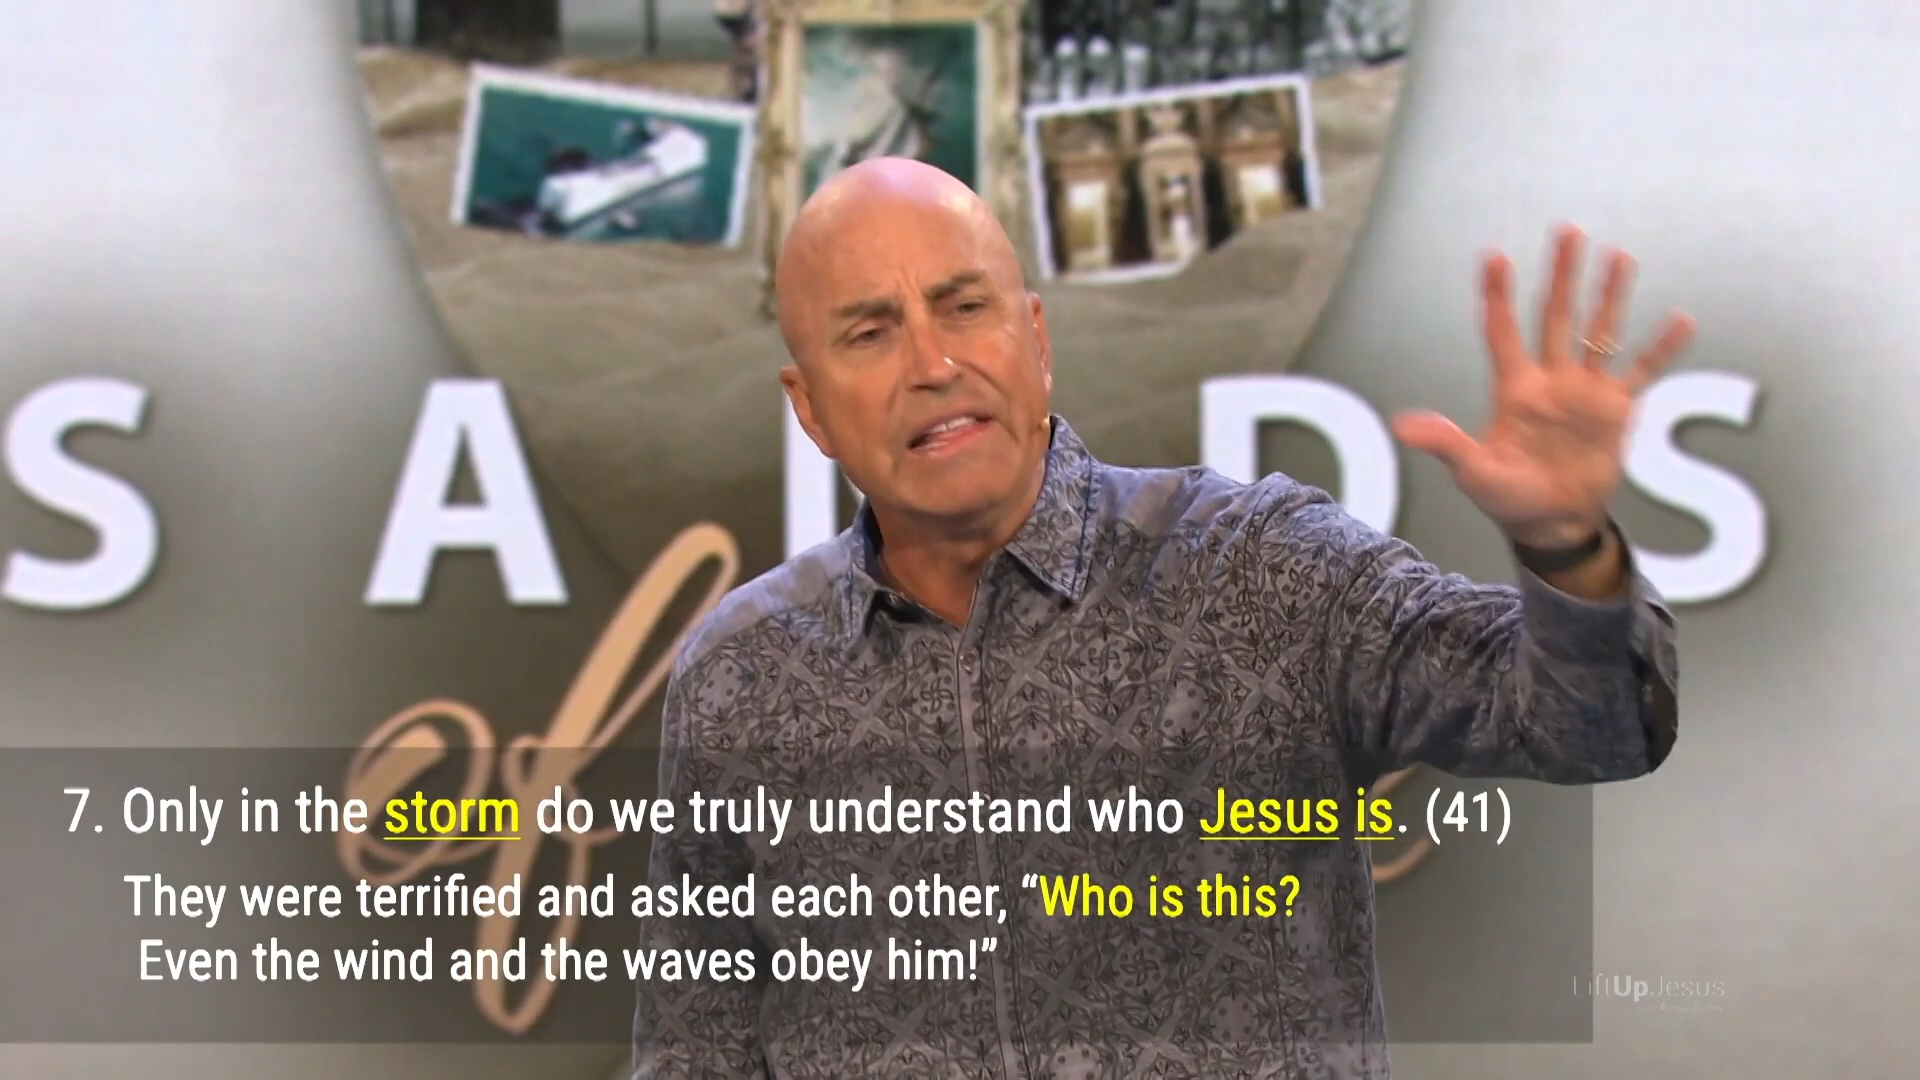 S A D S
of
7. Only in the storm do we truly understand who Jesus is. (41)
They were terrified and asked each other, “Who is this?
Even the wind and the waves obey him!”
LiftUpJesus